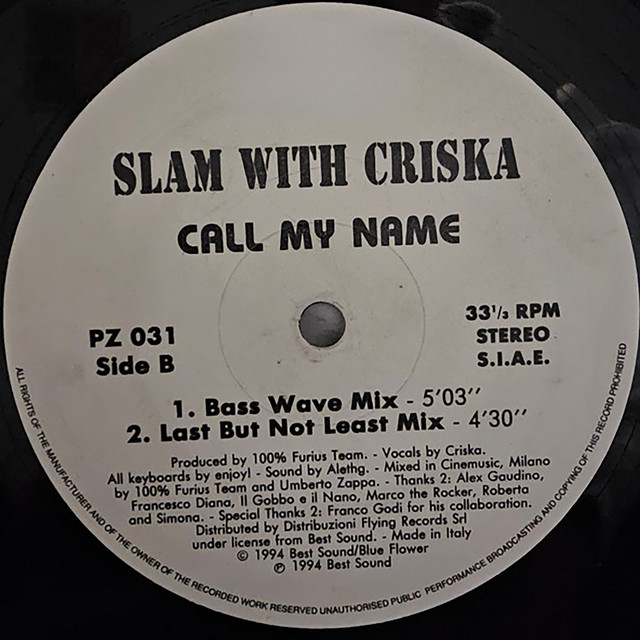 SLAM WITH CRISKA
CALL MY NAME
PZ 031
Side B
33¹/₃ RPM
STEREO
S.I.A.E.
1. Bass Wave Mix - 5'03''
2. Last But Not Least Mix - 4'30''
Produced by 100% Furius Team. - Vocals by Criska.
All keyboards by enjoy! - Sound by Alethg. - Mixed in Cinemusic, Milano
by 100% Furius Team and Umberto Zappa. - Thanks 2: Alex Gaudino,
Francesco Diana, Il Gobbo e il Nano, Marco the Rocker, Roberta
and Simona. - Special Thanks 2: Franco Godi for his collaboration.
Distributed by Distribuzioni Flying Records Srl
under license from Best Sound. - Made in Italy
© 1994 Best Sound/Blue Flower
℗ 1994 Best Sound
ALL RIGHTS OF THE MANUFACTURER AND OF THE OWNER OF THE RECORDED WORK RESERVED UNAUTHORISED PUBLIC PERFORMANCE BROADCASTING AND COPYING OF THIS RECORD PROHIBITED